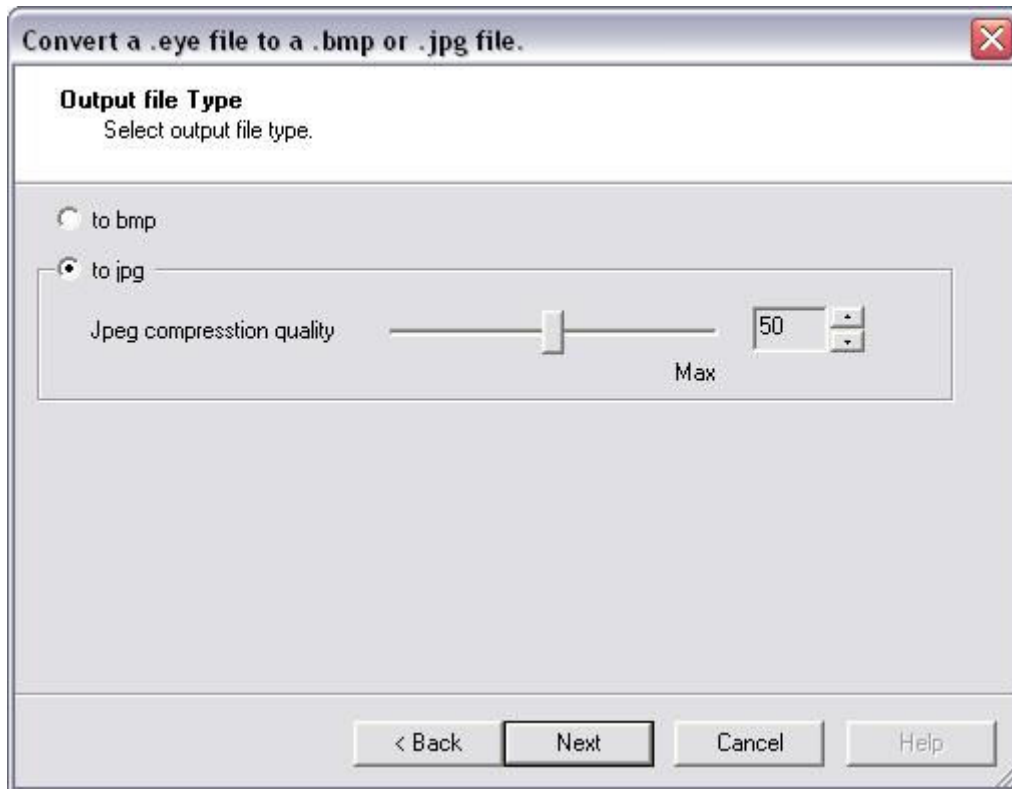 Convert a .eye file to a .bmp or .jpg file.
Output file Type
Select output file type.
to bmp
to jpg
Jpeg compresstion quality
50
Max
< Back
Next
Cancel
Help